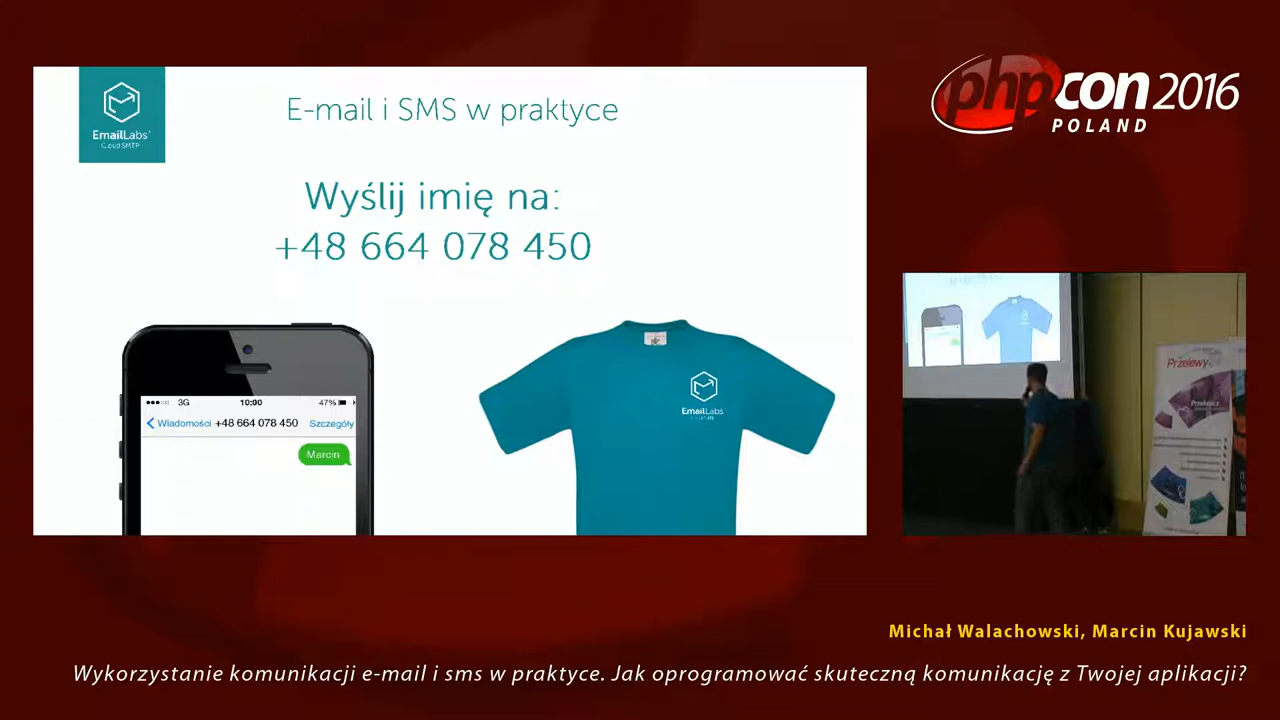 EmailLabs
Cloud SMTP
E-mail i SMS w praktyce
Wyślij imię na:
+48 664 078 450
3G
10:00
47%
Wiadomości
+48 664 078 450
Szczegóły
Marcin
EmailLabs
phpcon 2016
POLAND
Przelewy
Michał Walachowski, Marcin Kujawski
Wykorzystanie komunikacji e-mail i sms w praktyce. Jak oprogramować skuteczną komunikację z Twojej aplikacji?